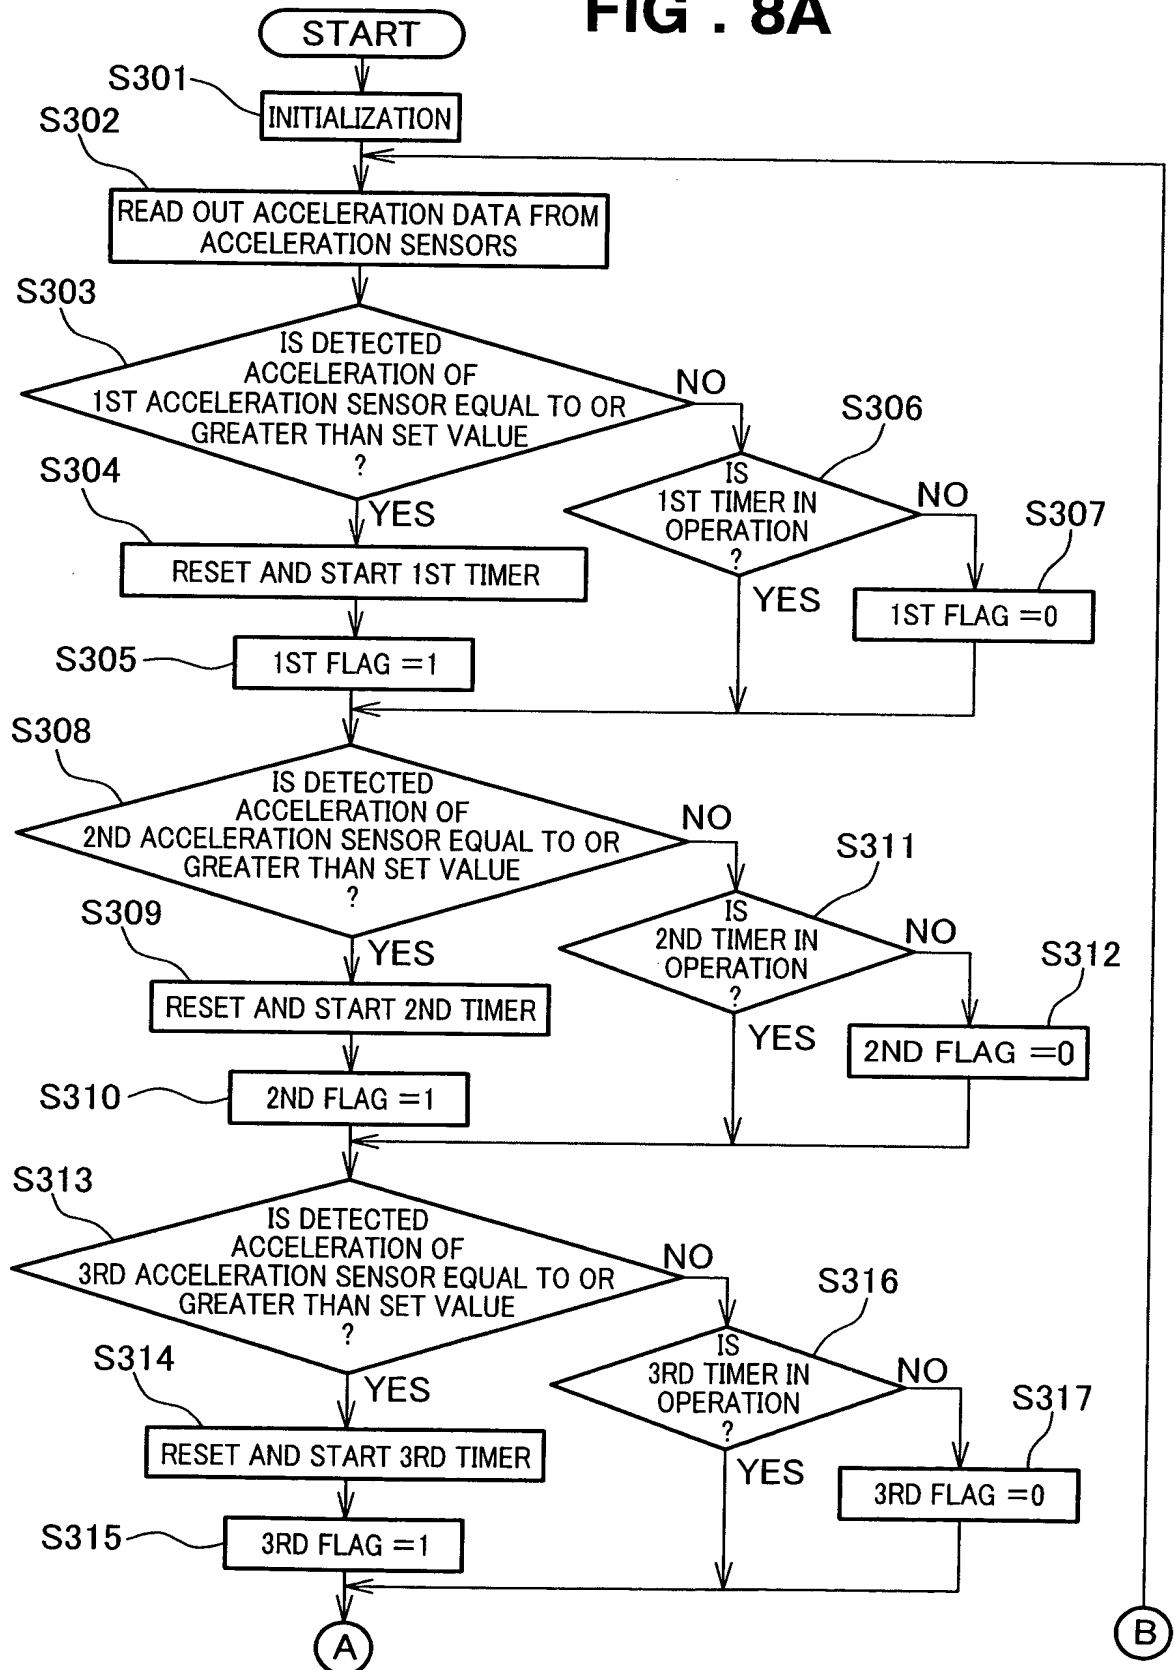 FIG . 8A
START
S301
INITIALIZATION
S302
READ OUT ACCELERATION DATA FROM
ACCELERATION SENSORS
S303
IS DETECTED
ACCELERATION OF
1ST ACCELERATION SENSOR EQUAL TO OR
GREATER THAN SET VALUE
?
NO
YES
S306
IS
1ST TIMER IN
OPERATION
?
NO
YES
S304
RESET AND START 1ST TIMER
S307
1ST FLAG =0
S305
1ST FLAG =1
S308
IS DETECTED
ACCELERATION OF
2ND ACCELERATION SENSOR EQUAL TO OR
GREATER THAN SET VALUE
?
NO
YES
S311
IS
2ND TIMER IN
OPERATION
?
NO
YES
S309
RESET AND START 2ND TIMER
S312
2ND FLAG =0
S310
2ND FLAG =1
S313
IS DETECTED
ACCELERATION OF
3RD ACCELERATION SENSOR EQUAL TO OR
GREATER THAN SET VALUE
?
NO
YES
S316
IS
3RD TIMER IN
OPERATION
?
NO
YES
S314
RESET AND START 3RD TIMER
S317
3RD FLAG =0
S315
3RD FLAG =1
A
B